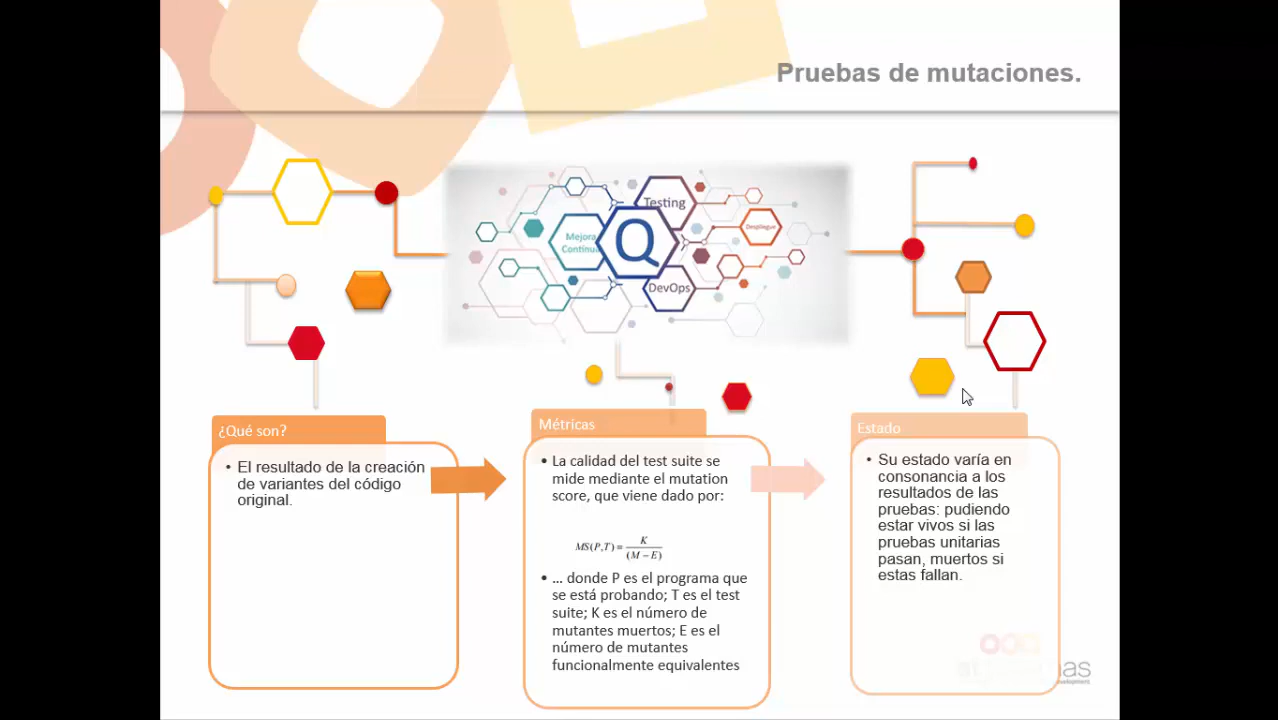 Pruebas de mutaciones.
Testing
Mejora
Continua
Q
Despliegue
DevOps
¿Qué son?
• El resultado de la creación
de variantes del código
original.
Métricas
• La calidad del test suite se
mide mediante el mutation
score, que viene dado por:
MS(P,T) = K / (M − E)
• ... donde P es el programa que
se está probando; T es el test
suite; K es el número de
mutantes muertos; E es el
número de mutantes
funcionalmente equivalentes
Estado
• Su estado varía en
consonancia a los
resultados de las
pruebas: pudiendo
estar vivos si las
pruebas unitarias
pasan, muertos si
estas fallan.